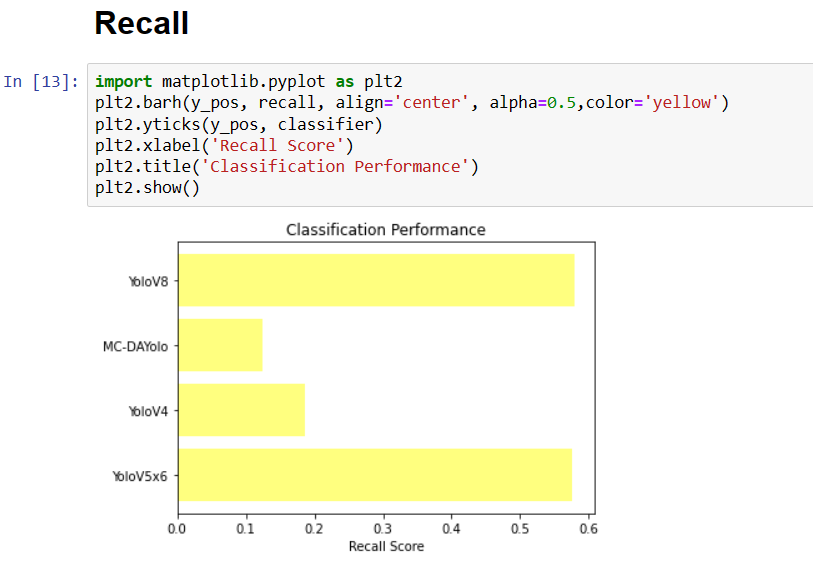 Recall
In [13]:
import matplotlib.pyplot as plt2
plt2.barh(y_pos, recall, align='center', alpha=0.5,color='yellow')
plt2.yticks(y_pos, classifier)
plt2.xlabel('Recall Score')
plt2.title('Classification Performance')
plt2.show()
Classification Performance
YoloV8
MC-DAYolo
YoloV4
YoloV5x6
0.0 0.1 0.2 0.3 0.4 0.5 0.6
Recall Score